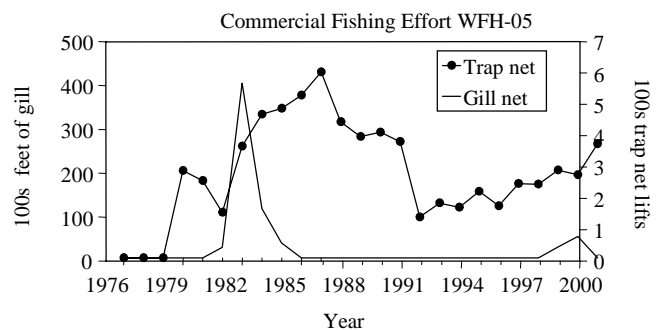 Commercial Fishing Effort WFH-05
500
400
300
200
100
0
100s feet of gill
7
6
5
4
3
2
1
0
100s trap net lifts
Trap net
Gill net
1976 1979 1982 1985 1988 1991 1994 1997 2000
Year